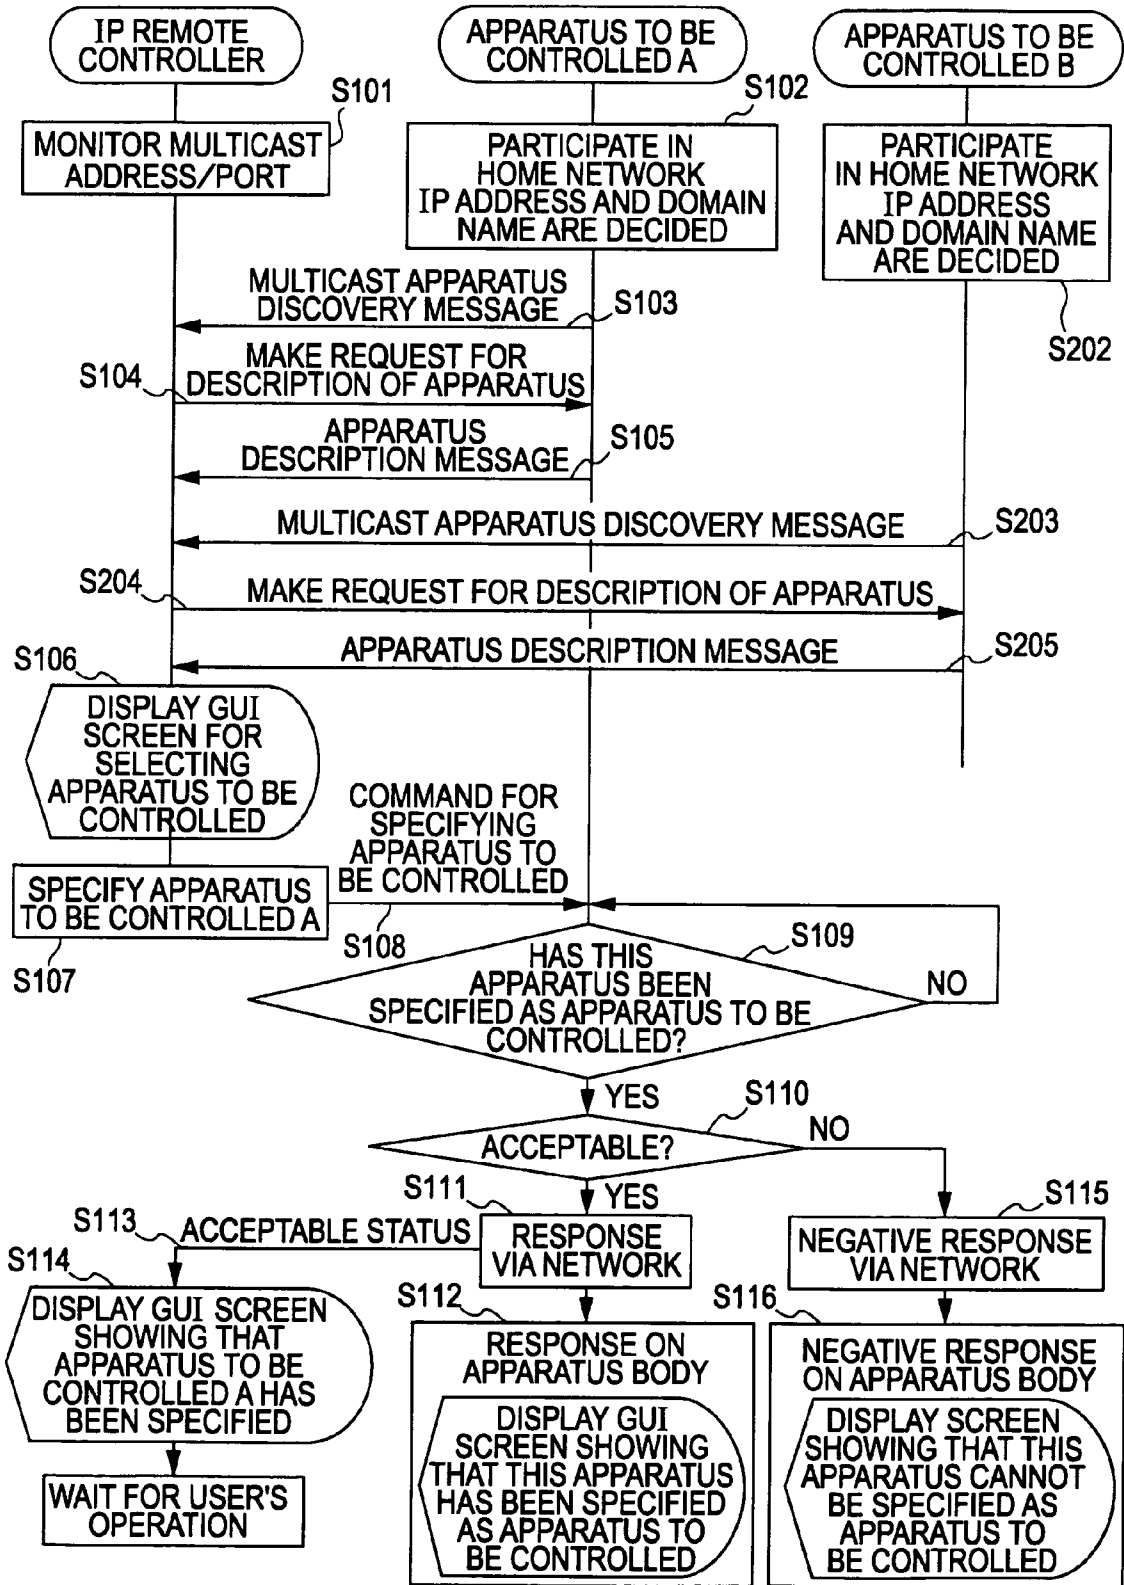 IP REMOTE
CONTROLLER
APPARATUS TO BE
CONTROLLED A
APPARATUS TO BE
CONTROLLED B
S101
S102
MONITOR MULTICAST
ADDRESS/PORT
PARTICIPATE IN
HOME NETWORK
IP ADDRESS AND DOMAIN
NAME ARE DECIDED
PARTICIPATE
IN HOME NETWORK
IP ADDRESS
AND DOMAIN NAME
ARE DECIDED
S202
MULTICAST APPARATUS
DISCOVERY MESSAGE
S103
S104
MAKE REQUEST FOR
DESCRIPTION OF APPARATUS
APPARATUS
DESCRIPTION MESSAGE
S105
MULTICAST APPARATUS DISCOVERY MESSAGE
S203
S204
MAKE REQUEST FOR DESCRIPTION OF APPARATUS
APPARATUS DESCRIPTION MESSAGE
S205
S106
DISPLAY GUI
SCREEN FOR
SELECTING
APPARATUS TO BE
CONTROLLED
COMMAND FOR
SPECIFYING
APPARATUS TO
BE CONTROLLED
SPECIFY APPARATUS
TO BE CONTROLLED A
S107
S108
S109
HAS THIS
APPARATUS BEEN
SPECIFIED AS APPARATUS TO BE
CONTROLLED?
NO
YES
S110
ACCEPTABLE?
NO
YES
S111
RESPONSE
VIA NETWORK
S113
ACCEPTABLE STATUS
S115
NEGATIVE RESPONSE
VIA NETWORK
S114
DISPLAY GUI SCREEN
SHOWING THAT
APPARATUS TO BE
CONTROLLED A HAS
BEEN SPECIFIED
WAIT FOR USER'S
OPERATION
S112
RESPONSE ON
APPARATUS BODY
DISPLAY GUI
SCREEN SHOWING
THAT THIS APPARATUS
HAS BEEN SPECIFIED
AS APPARATUS TO
BE CONTROLLED
S116
NEGATIVE RESPONSE
ON APPARATUS BODY
DISPLAY SCREEN
SHOWING THAT THIS
APPARATUS CANNOT
BE SPECIFIED AS
APPARATUS TO
BE CONTROLLED